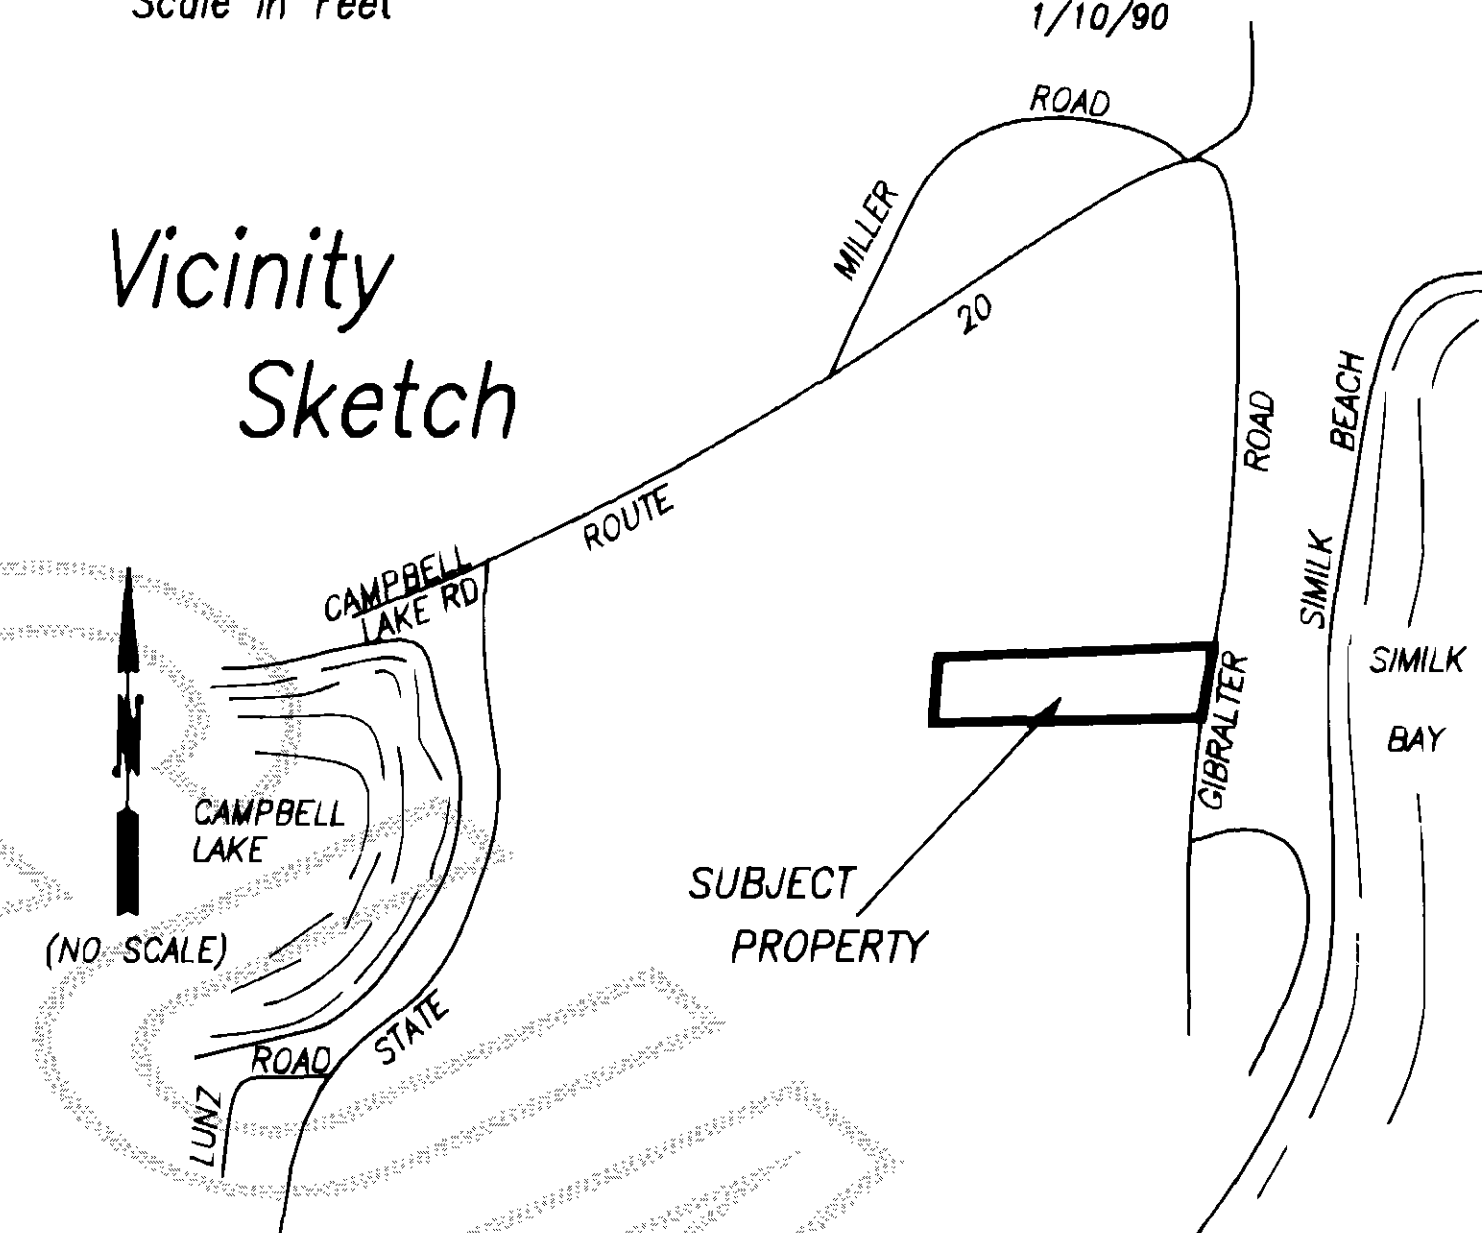 Scale in Feet
1/10/90
ROAD
MILLER
Vicinity
Sketch
20
BEACH
ROAD
ROUTE
SIMILK
CAMPBELL
LAKE RD
SIMILK
BAY
GIBRALTER
N
CAMPBELL
LAKE
SUBJECT
PROPERTY
(NO SCALE)
STATE
ROAD
LUNZ